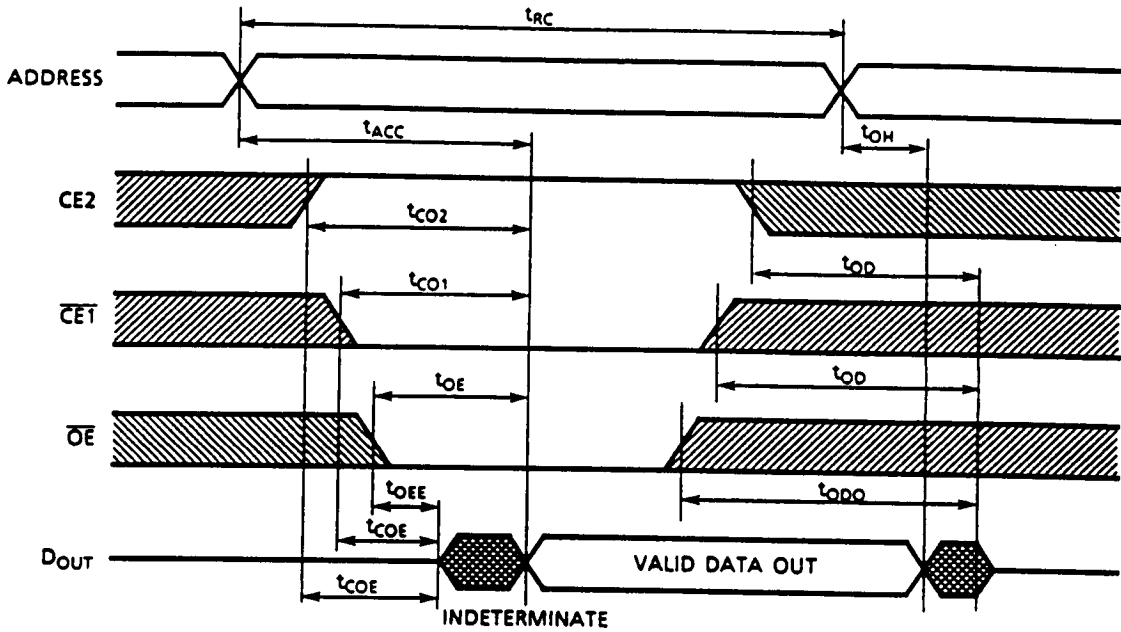 tRC
ADDRESS
tACC
tOH
CE2
tCO2
tOD
CE1
tCO1
tOD
tOE
OE
tOEE
tODO
tCOE
DOUT
VALID DATA OUT
tCOE
INDETERMINATE